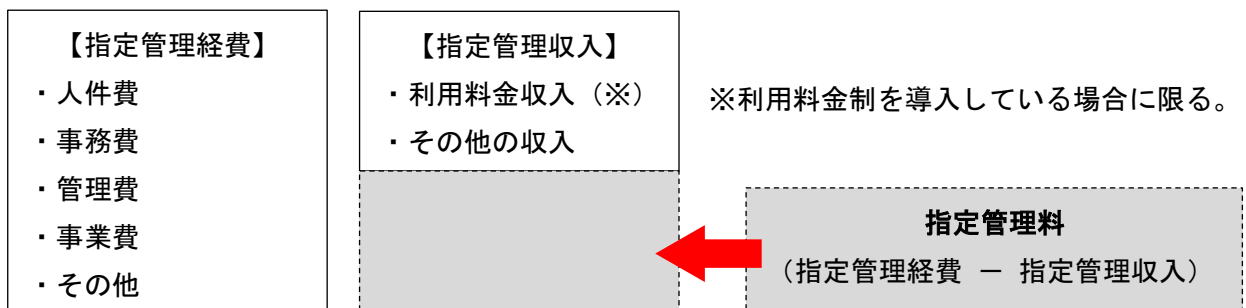 【指定管理経費】
・人件費
・事務費
・管理費
・事業費
・その他
【指定管理収入】
・利用料金収入（※）
・その他の収入
※利用料金制を導入している場合に限る。
指定管理料
（指定管理経費 － 指定管理収入）